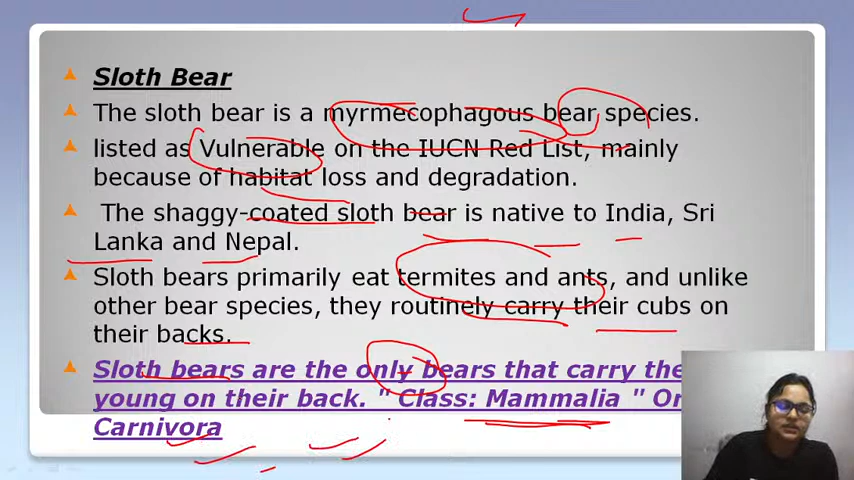 Sloth Bear
The sloth bear is a myrmecophagous bear species.
listed as Vulnerable on the IUCN Red List, mainly
because of habitat loss and degradation.
The shaggy-coated sloth bear is native to India, Sri
Lanka and Nepal.
Sloth bears primarily eat termites and ants, and unlike
other bear species, they routinely carry their cubs on
their backs.
Sloth bears are the only bears that carry the
young on their back. " Class: Mammalia " Or
Carnivora